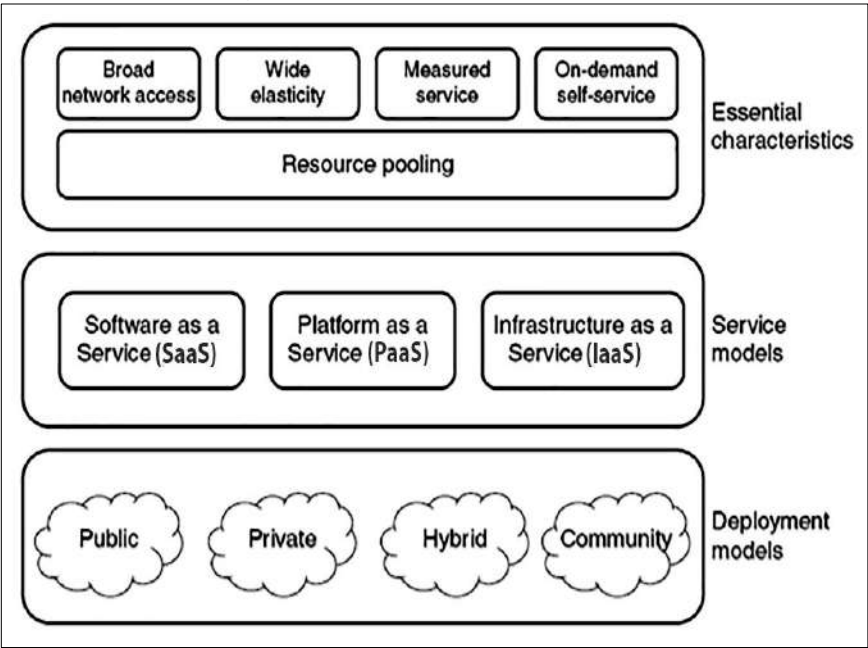 Broad
network access
Wide
elasticity
Measured
service
On-demand
self-service
Resource pooling
Essential
characteristics
Software as a
Service (SaaS)
Platform as a
Service (PaaS)
Infrastructure as a
Service (IaaS)
Service
models
Public
Private
Hybrid
Community
Deployment
models